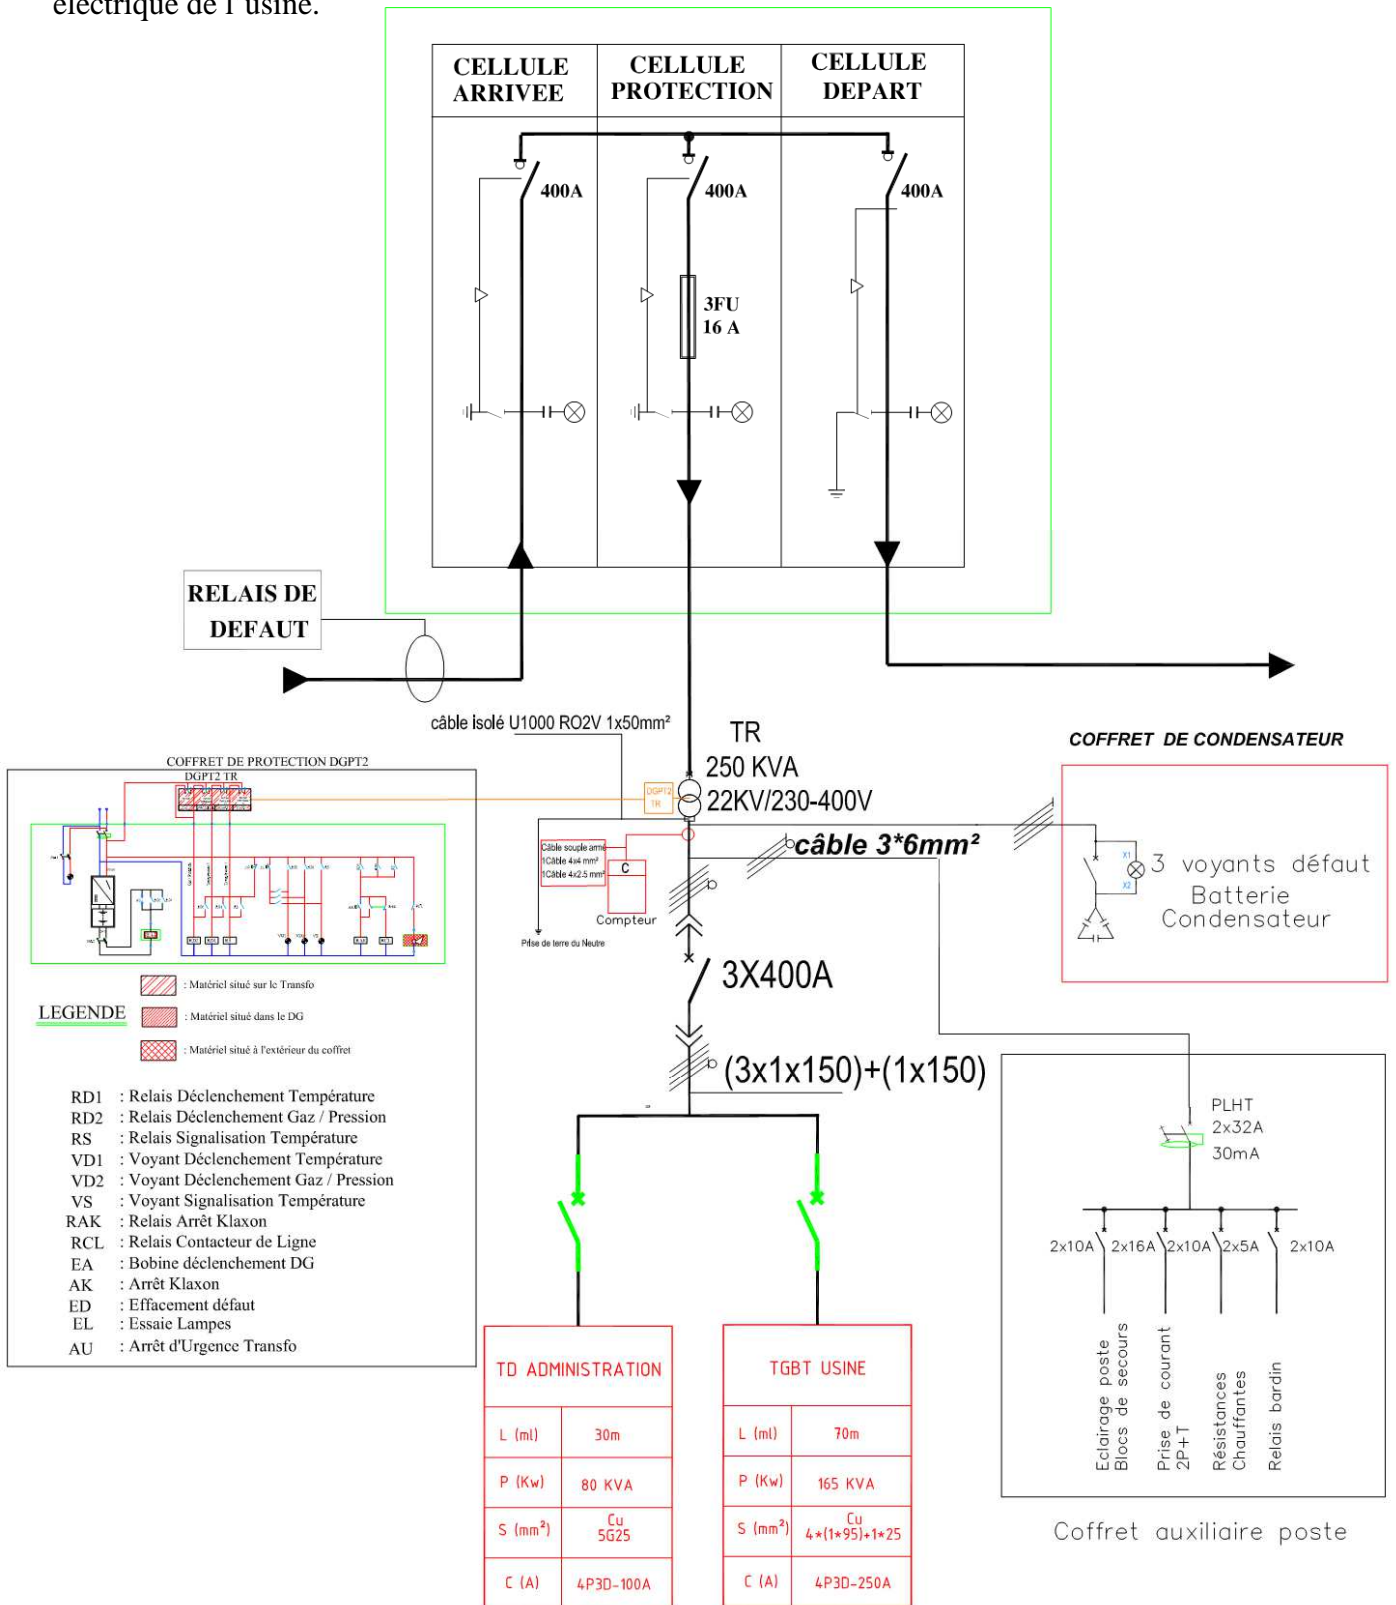 électrique de l'usine.
CELLULE
ARRIVEE
CELLULE
PROTECTION
CELLULE
DEPART
400A
400A
400A
3FU
16 A
RELAIS DE
DEFAUT
câble isolé U1000 RO2V 1x50mm²
TR
250 KVA
22KV/230-400V
COFFRET DE CONDENSATEUR
COFFRET DE PROTECTION DGPT2
DGPT2 TR
DGPT2
TR
câble 3*6mm²
Câble souple armé
1Câble 4x4 mm²
1Câble 4x2.5 mm²
C
Compteur
Prise de terre du Neutre
X1
X2
3 voyants défaut
Batterie
Condensateur
3X400A
: Matériel situé sur le Transfo
LEGENDE
: Matériel situé dans le DG
: Matériel situé à l'extérieur du coffret
(3x1x150)+(1x150)
RD1 : Relais Déclenchement Température
RD2 : Relais Déclenchement Gaz / Pression
RS : Relais Signalisation Température
VD1 : Voyant Déclenchement Température
VD2 : Voyant Déclenchement Gaz / Pression
VS : Voyant Signalisation Température
RAK : Relais Arrêt Klaxon
RCL : Relais Contacteur de Ligne
EA : Bobine déclenchement DG
AK : Arrêt Klaxon
ED : Effacement défaut
EL : Essaie Lampes
AU : Arrêt d'Urgence Transfo
PLHT
2x32A
30mA
2x10A
2x16A
2x10A
2x5A
2x10A
Eclairage poste
Blocs de secours
Prise de courant
2P+T
Résistances
Chauffantes
Relais bardin
Coffret auxiliaire poste
TD ADMINISTRATION
L (ml) 30m
P (Kw) 80 KVA
S (mm²) Cu
5G25
C (A) 4P3D-100A
TGBT USINE
L (ml) 70m
P (Kw) 165 KVA
S (mm²) Cu
4*(1*95)+1*25
C (A) 4P3D-250A